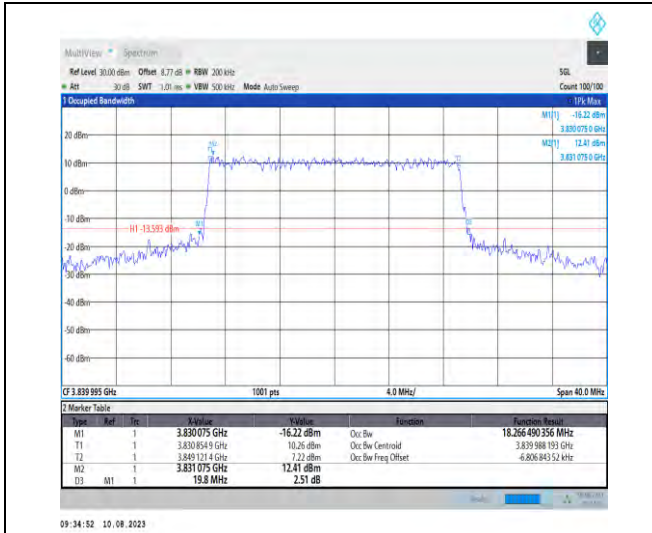 MultiView Spectrum
Ref Level 30.00 dBm Offset 8.77 dB RBW 200 kHz SGL
Att 30 dB SWT 1.01 ms VBW 500 kHz Mode Auto Sweep Count 100/100
1 Occupied Bandwidth 1Pk Max
M1[1] -16.22 dBm
3.830 075 0 GHz
M2[1] 12.41 dBm
3.831 075 0 GHz
20 dBm
10 dBm
0 dBm
-10 dBm
H1 -13.593 dBm
-20 dBm
-30 dBm
-40 dBm
-50 dBm
-60 dBm
CF 3.839 995 GHz 1001 pts 4.0 MHz/ Span 40.0 MHz
2 Marker Table
Type Ref Trc X-Value Y-Value Function Function Result
M1 1 3.830 075 GHz -16.22 dBm Occ Bw 18.266 490 356 MHz
T1 1 3.830 854 9 GHz 10.26 dBm Occ Bw Centroid 3.839 988 193 GHz
T2 1 3.849 121 4 GHz 7.22 dBm Occ Bw Freq Offset -6.806 843 52 kHz
M2 1 3.831 075 GHz 12.41 dBm
D3 M1 1 19.8 MHz 2.51 dB
09:34:52 10.08.2023